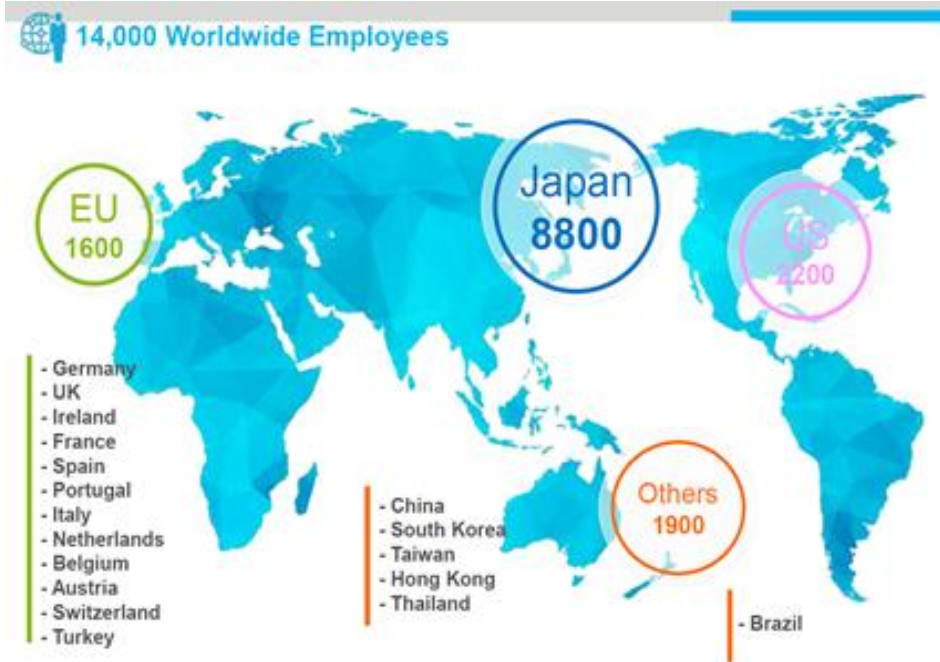 14,000 Worldwide Employees
EU
1600
Japan
8800
US
2200
- Germany
- UK
- Ireland
- France
- Spain
- Portugal
- Italy
- Netherlands
- Belgium
- Austria
- Switzerland
- Turkey
- China
- South Korea
- Taiwan
- Hong Kong
- Thailand
Others
1900
- Brazil